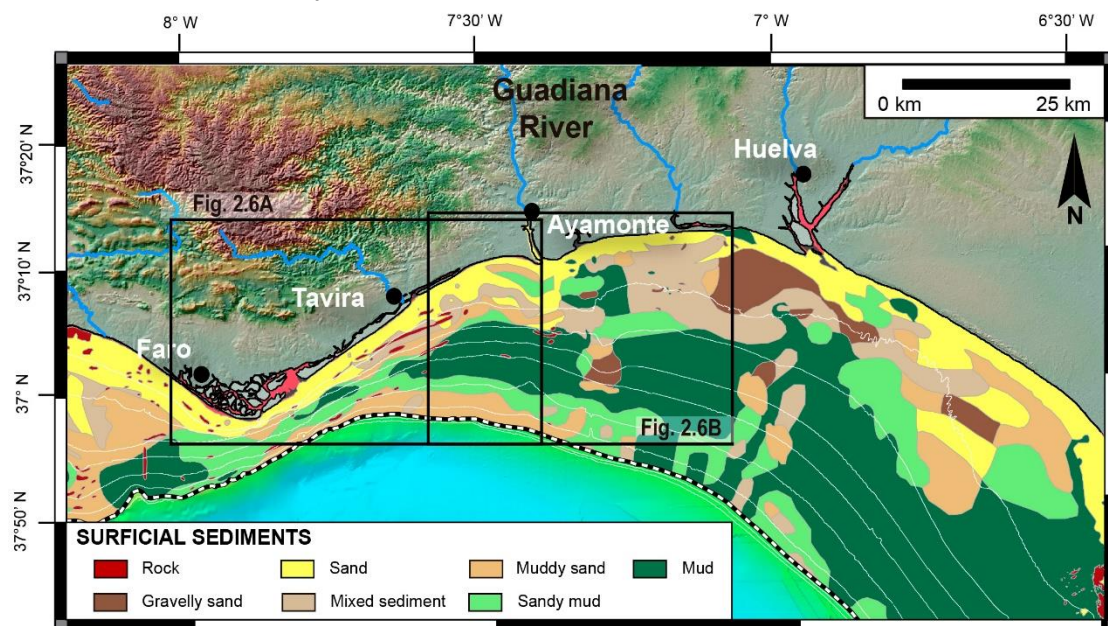 8° W
7°30' W
7° W
6°30' W
Guadiana
River
0 km
25 km
37°20' N
Huelva
Fig. 2.6A
N
Ayamonte
37°10' N
Tavira
Faro
37° N
Fig. 2.6B
37°50' N
SURFICIAL SEDIMENTS
Rock
Sand
Muddy sand
Mud
Gravelly sand
Mixed sediment
Sandy mud